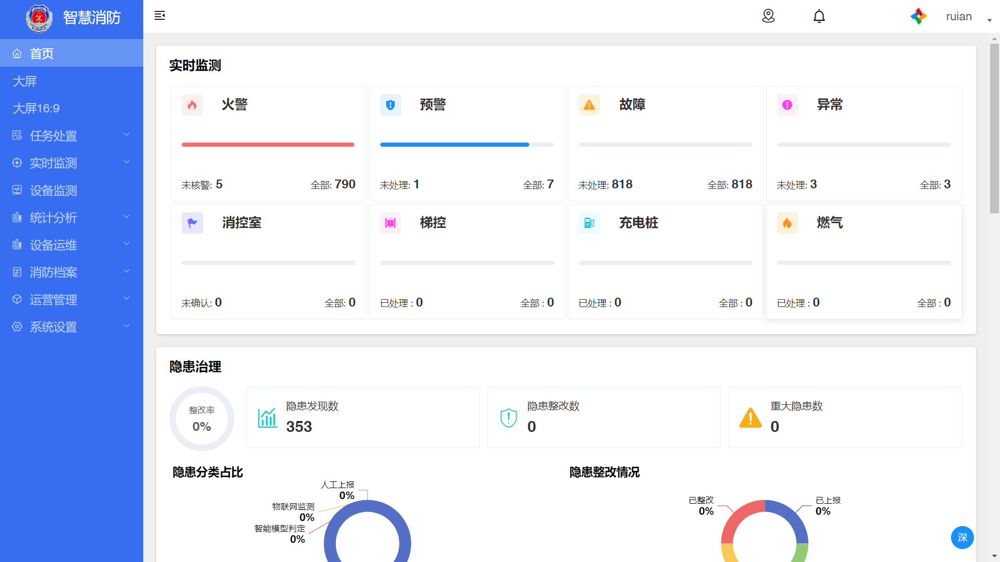 智慧消防
ruian
首页
大屏
大屏16:9
任务处置
实时监测
设备监测
统计分析
设备运维
消防档案
运营管理
系统设置
实时监测
火警
未核警: 5 全部: 790
预警
未处理: 1 全部: 7
故障
未处理: 818 全部: 818
异常
未处理: 3 全部: 3
消控室
未确认: 0 全部: 0
梯控
已处理 : 0 全部 : 0
充电桩
已处理 : 0 全部 : 0
燃气
已处理 : 0 全部 : 0
隐患治理
整改率
0%
隐患发现数
353
隐患整改数
0
重大隐患数
0
隐患分类占比
人工上报
0%
物联网监测
0%
智能模型判定
0%
隐患整改情况
已整改
0%
已上报
0%
深